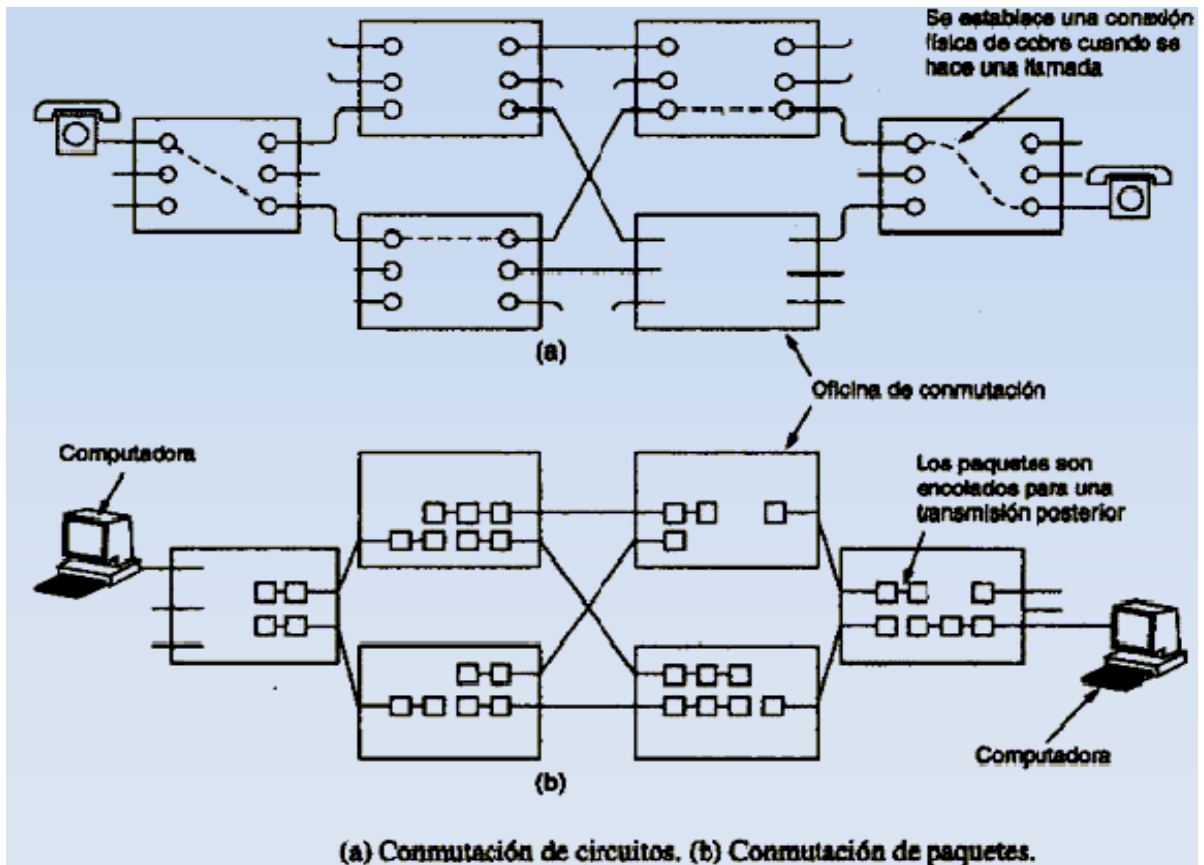 Se establece una conexión
física de cobre cuando se
hace una llamada
(a)
Oficina de conmutación
Computadora
Los paquetes son
encolados para una
transmisión posterior
Computadora
(b)
(a) Conmutación de circuitos. (b) Conmutación de paquetes.